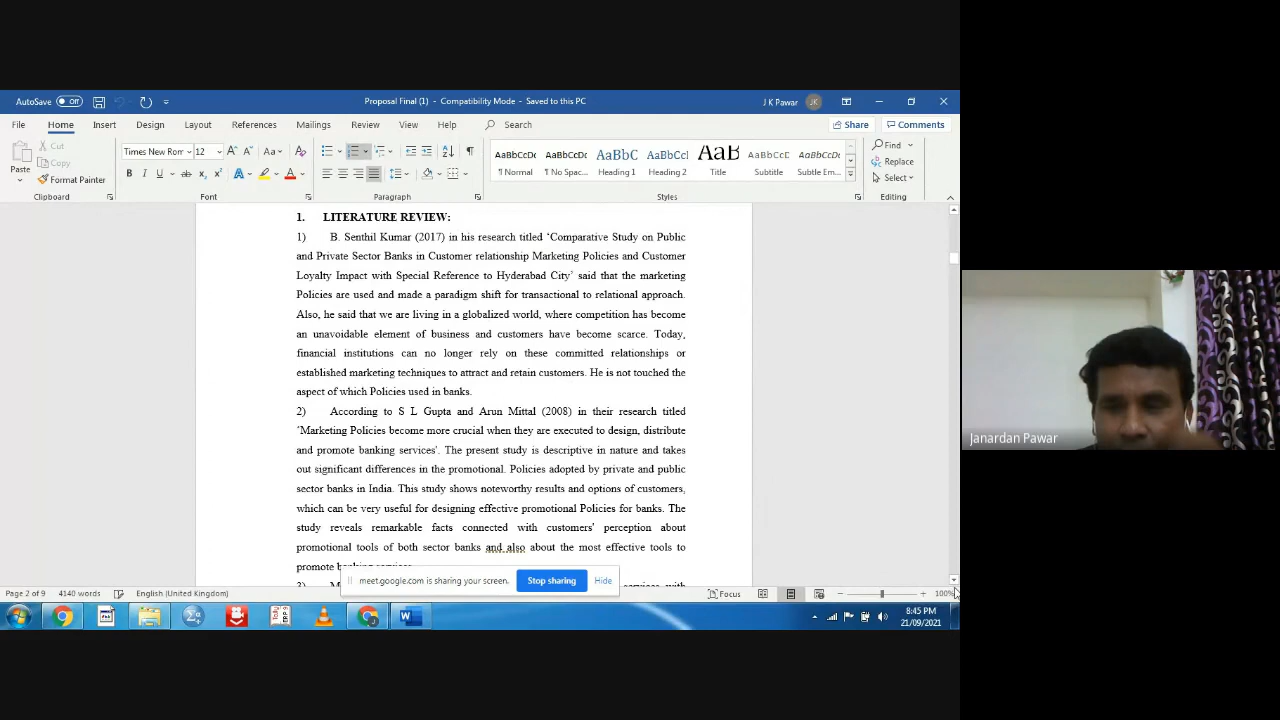 AutoSave Off
Proposal Final (1) - Compatibility Mode - Saved to this PC
J K Pawar JK
File Home Insert Design Layout References Mailings Review View Help Search
Share Comments
Paste
Cut
Copy
Format Painter
Clipboard
Times New Rom 12
Font
Paragraph
AaBbCcDc AaBbCcDc AaBbC AaBbCcI AaB AaBbCcD AaBbCcDc
¶ Normal ¶ No Spac... Heading 1 Heading 2 Title Subtitle Subtle Em...
Styles
Find
Replace
Select
Editing
1. LITERATURE REVIEW:
1) B. Senthil Kumar (2017) in his research titled ‘Comparative Study on Public
and Private Sector Banks in Customer relationship Marketing Policies and Customer
Loyalty Impact with Special Reference to Hyderabad City’ said that the marketing
Policies are used and made a paradigm shift for transactional to relational approach.
Also, he said that we are living in a globalized world, where competition has become
an unavoidable element of business and customers have become scarce. Today,
financial institutions can no longer rely on these committed relationships or
established marketing techniques to attract and retain customers. He is not touched the
aspect of which Policies used in banks.
2) According to S L Gupta and Arun Mittal (2008) in their research titled
‘Marketing Policies become more crucial when they are executed to design, distribute
and promote banking services’. The present study is descriptive in nature and takes
out significant differences in the promotional. Policies adopted by private and public
sector banks in India. This study shows noteworthy results and options of customers,
which can be very useful for designing effective promotional Policies for banks. The
study reveals remarkable facts connected with customers’ perception about
promotional tools of both sector banks and also about the most effective tools to
promote
meet.google.com is sharing your screen. Stop sharing Hide
Page 2 of 9 4140 words English (United Kingdom)
Focus 100%
8:45 PM
21/09/2021
Janardan Pawar